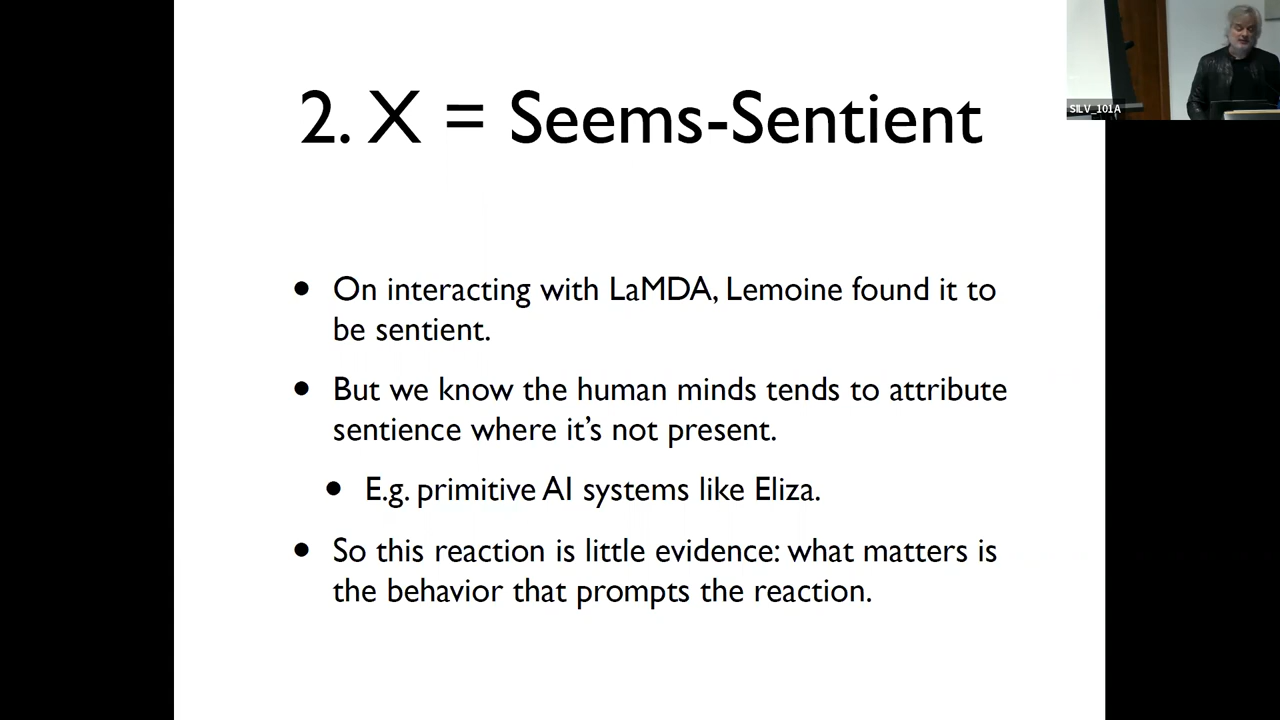 2. X = Seems-Sentient
SILV_101A
• On interacting with LaMDA, Lemoine found it to
be sentient.
• But we know the human minds tends to attribute
sentience where it’s not present.
• E.g. primitive AI systems like Eliza.
• So this reaction is little evidence: what matters is
the behavior that prompts the reaction.